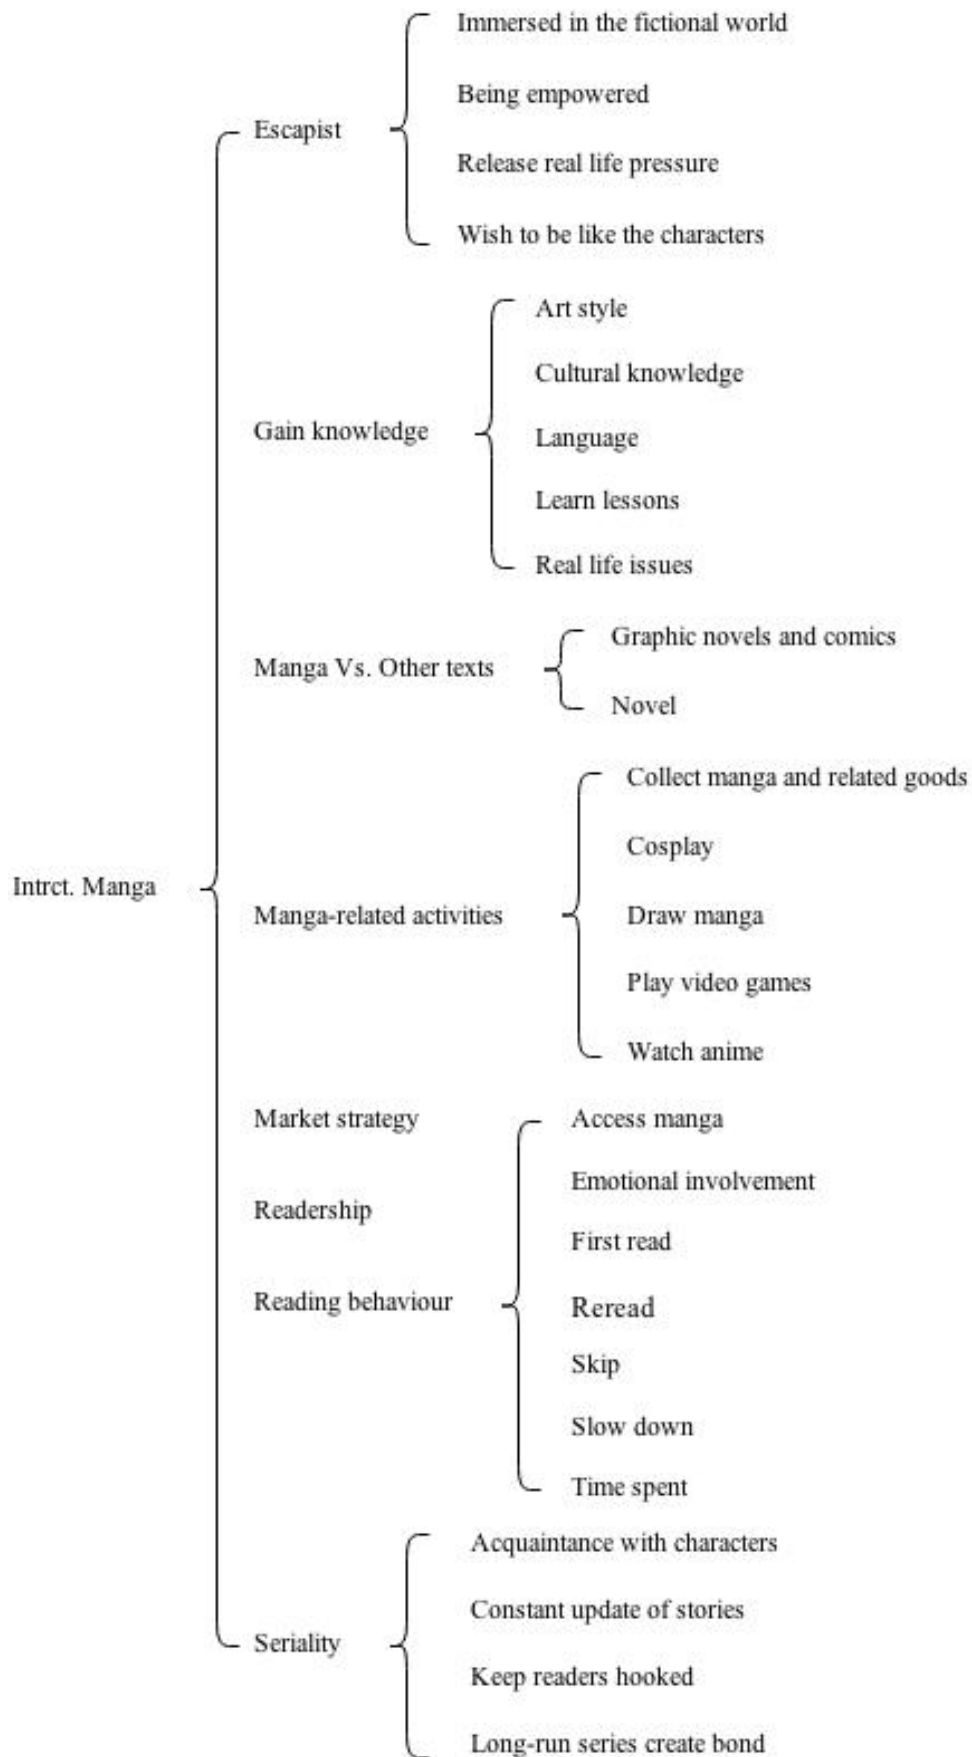 Immersed in the fictional world
Being empowered
Escapist
Release real life pressure
Wish to be like the characters
Art style
Cultural knowledge
Gain knowledge
Language
Learn lessons
Real life issues
Graphic novels and comics
Manga Vs. Other texts
Novel
Collect manga and related goods
Cosplay
Intrct. Manga
Manga-related activities
Draw manga
Play video games
Watch anime
Market strategy
Access manga
Emotional involvement
Readership
First read
Reading behaviour
Reread
Skip
Slow down
Time spent
Acquaintance with characters
Constant update of stories
Seriality
Keep readers hooked
Long-run series create bond